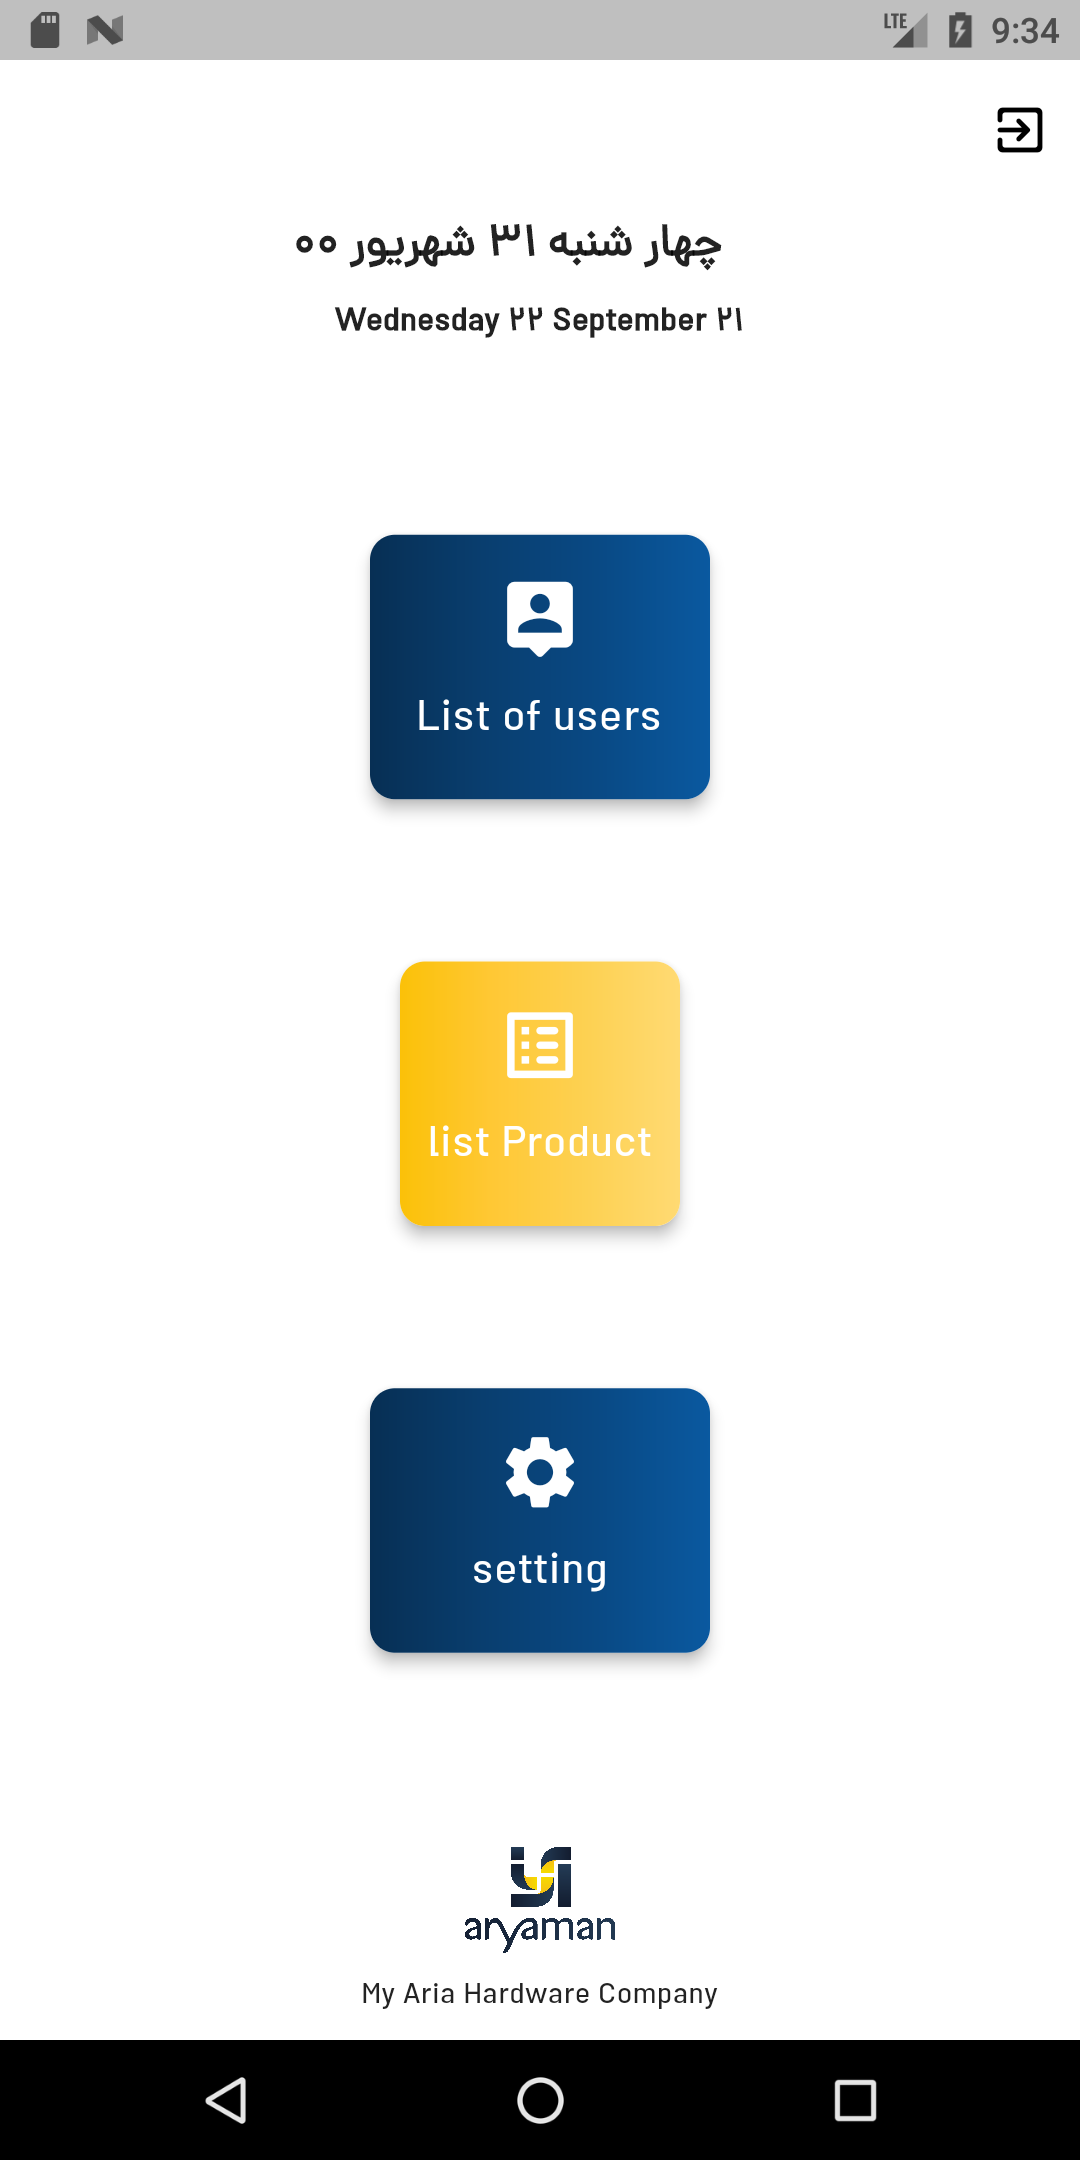 LTE 9:34
چهار شنبه ۳۱ شهریور ۰۰
Wednesday ۲۲ September ۲۱
List of users
list Product
setting
aryaman
My Aria Hardware Company